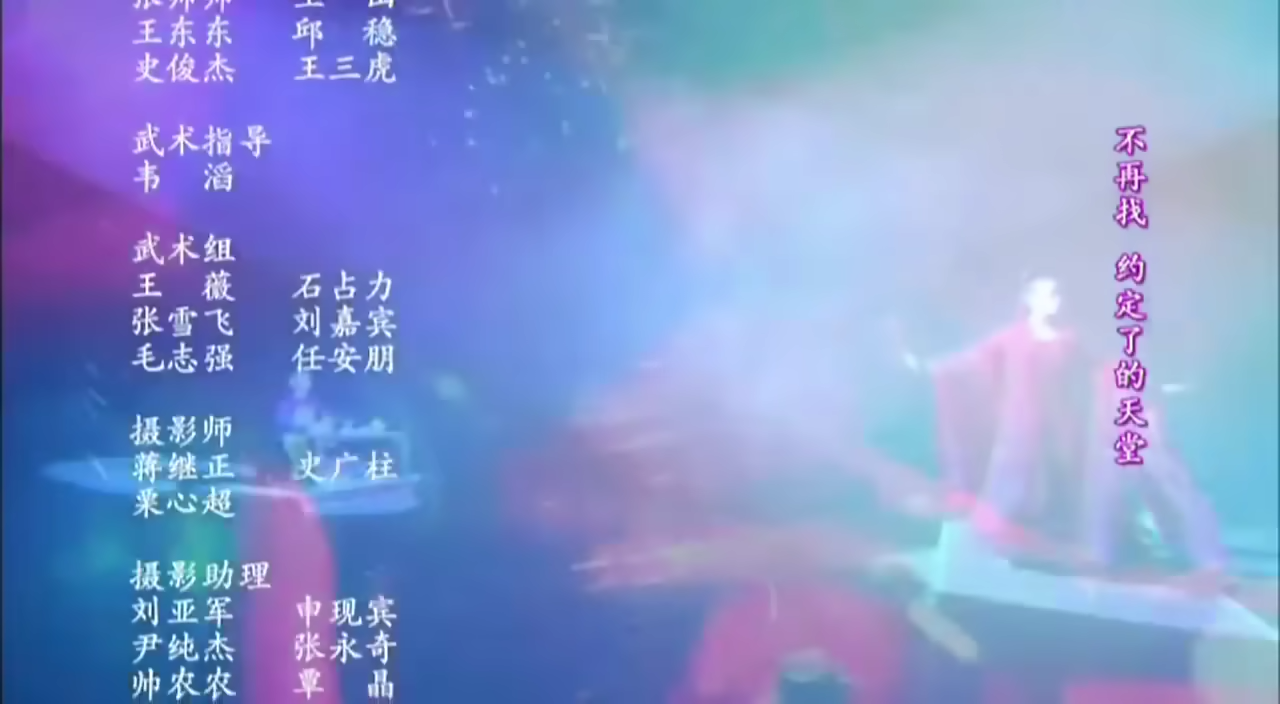 王东东 邱稳
史俊杰 王三虎
武术指导
韦滔
武术组
王薇 石占力
张雪飞 刘嘉宾
毛志强 任安朋
摄影师
蒋继正 史广柱
栗心超
摄影助理
刘亚军 申现宾
尹纯杰 张永奇
帅农农 覃晶
不再找 约定了的天堂